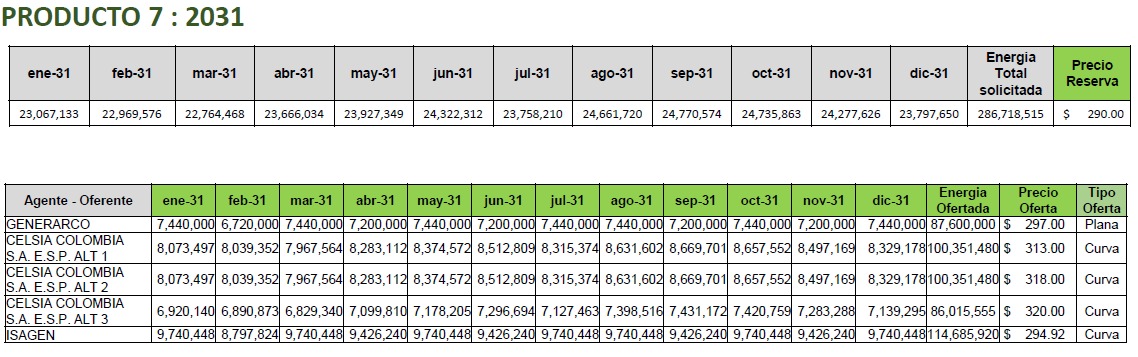 PRODUCTO 7 : 2031
ene-31 feb-31 mar-31 abr-31 may-31 jun-31 jul-31 ago-31 sep-31 oct-31 nov-31 dic-31 Energia Total solicitada Precio Reserva
23,067,133 22,969,576 22,764,468 23,666,034 23,927,349 24,322,312 23,758,210 24,661,720 24,770,574 24,735,863 24,277,626 23,797,650 286,718,515 $ 290.00
Agente - Oferente ene-31 feb-31 mar-31 abr-31 may-31 jun-31 jul-31 ago-31 sep-31 oct-31 nov-31 dic-31 Energia Ofertada Precio Oferta Tipo Oferta
GENERARCO 7,440,000 6,720,000 7,440,000 7,200,000 7,440,000 7,200,000 7,440,000 7,440,000 7,200,000 7,440,000 7,200,000 7,440,000 87,600,000 $ 297.00 Plana
CELSIA COLOMBIA S.A. E.S.P. ALT 1 8,073,497 8,039,352 7,967,564 8,283,112 8,374,572 8,512,809 8,315,374 8,631,602 8,669,701 8,657,552 8,497,169 8,329,178 100,351,480 $ 313.00 Curva
CELSIA COLOMBIA S.A. E.S.P. ALT 2 8,073,497 8,039,352 7,967,564 8,283,112 8,374,572 8,512,809 8,315,374 8,631,602 8,669,701 8,657,552 8,497,169 8,329,178 100,351,480 $ 318.00 Curva
CELSIA COLOMBIA S.A. E.S.P. ALT 3 6,920,140 6,890,873 6,829,340 7,099,810 7,178,205 7,296,694 7,127,463 7,398,516 7,431,172 7,420,759 7,283,288 7,139,295 86,015,555 $ 320.00 Curva
ISAGEN 9,740,448 8,797,824 9,740,448 9,426,240 9,740,448 9,426,240 9,740,448 9,740,448 9,426,240 9,740,448 9,426,240 9,740,448 114,685,920 $ 294.92 Curva